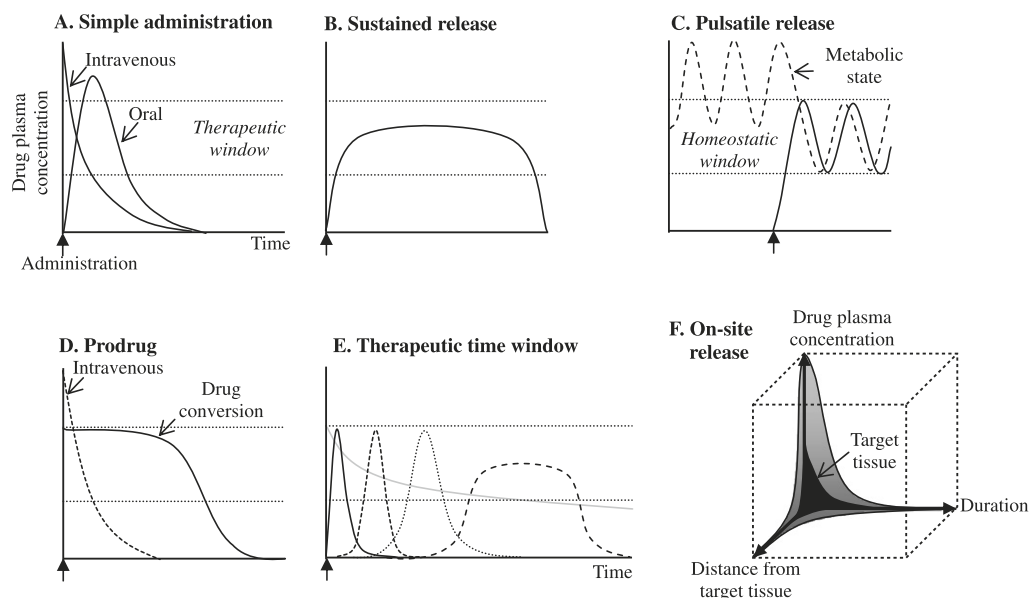 A. Simple administration
Intravenous
Oral
Therapeutic
window
Drug plasma
concentration
Time
Administration
B. Sustained release
C. Pulsatile release
Metabolic
state
Homeostatic
window
D. Prodrug
Intravenous
Drug
conversion
E. Therapeutic time window
Time
F. On-site
release
Drug plasma
concentration
Target
tissue
Duration
Distance from
target tissue